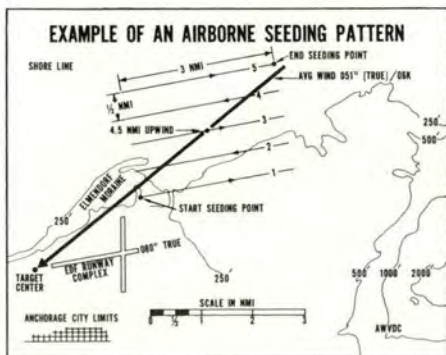 EXAMPLE OF AN AIRBORNE SEEDING PATTERN
SHORE LINE
3 NMI
5
END SEEDING POINT
AVG WIND 051° [TRUE] / 06K
½ NMI
4
4.5 NMI UPWIND
3
250'
500'
2
ELMENDORF
MORAINE
1
250'
START SEEDING POINT
080° TRUE
EDF RUNWAY
COMPLEX
TARGET
CENTER
250'
500'
1000'
2000'
SCALE IN NMI
0 ½ 1 2 3
ANCHORAGE CITY LIMITS
AWVDC